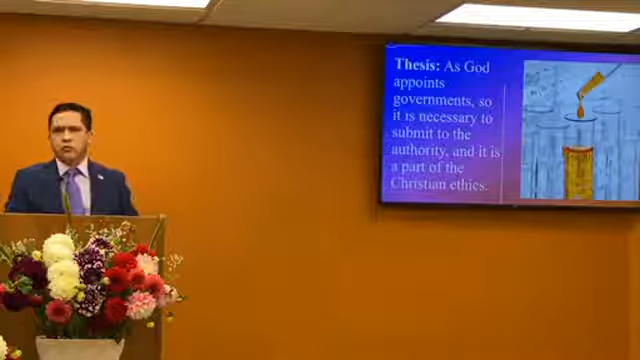 Thesis: As God
appoints
governments, so
it is necessary to
submit to the
authority, and it is
a part of the
Christian ethics.